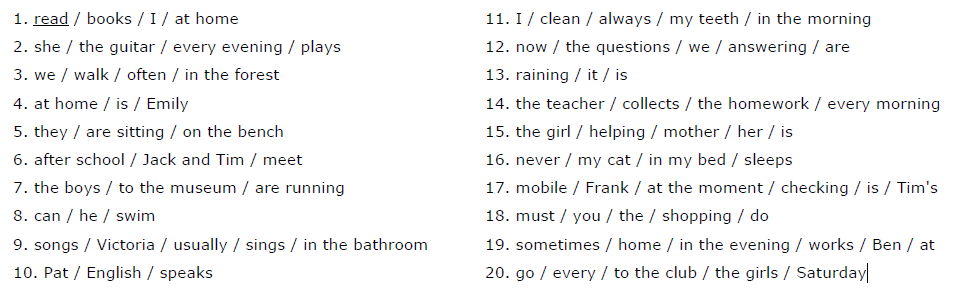 1. read / books / I / at home
2. she / the guitar / every evening / plays
3. we / walk / often / in the forest
4. at home / is / Emily
5. they / are sitting / on the bench
6. after school / Jack and Tim / meet
7. the boys / to the museum / are running
8. can / he / swim
9. songs / Victoria / usually / sings / in the bathroom
10. Pat / English / speaks
11. I / clean / always / my teeth / in the morning
12. now / the questions / we / answering / are
13. raining / it / is
14. the teacher / collects / the homework / every morning
15. the girl / helping / mother / her / is
16. never / my cat / in my bed / sleeps
17. mobile / Frank / at the moment / checking / is / Tim's
18. must / you / the / shopping / do
19. sometimes / home / in the evening / works / Ben / at
20. go / every / to the club / the girls / Saturday